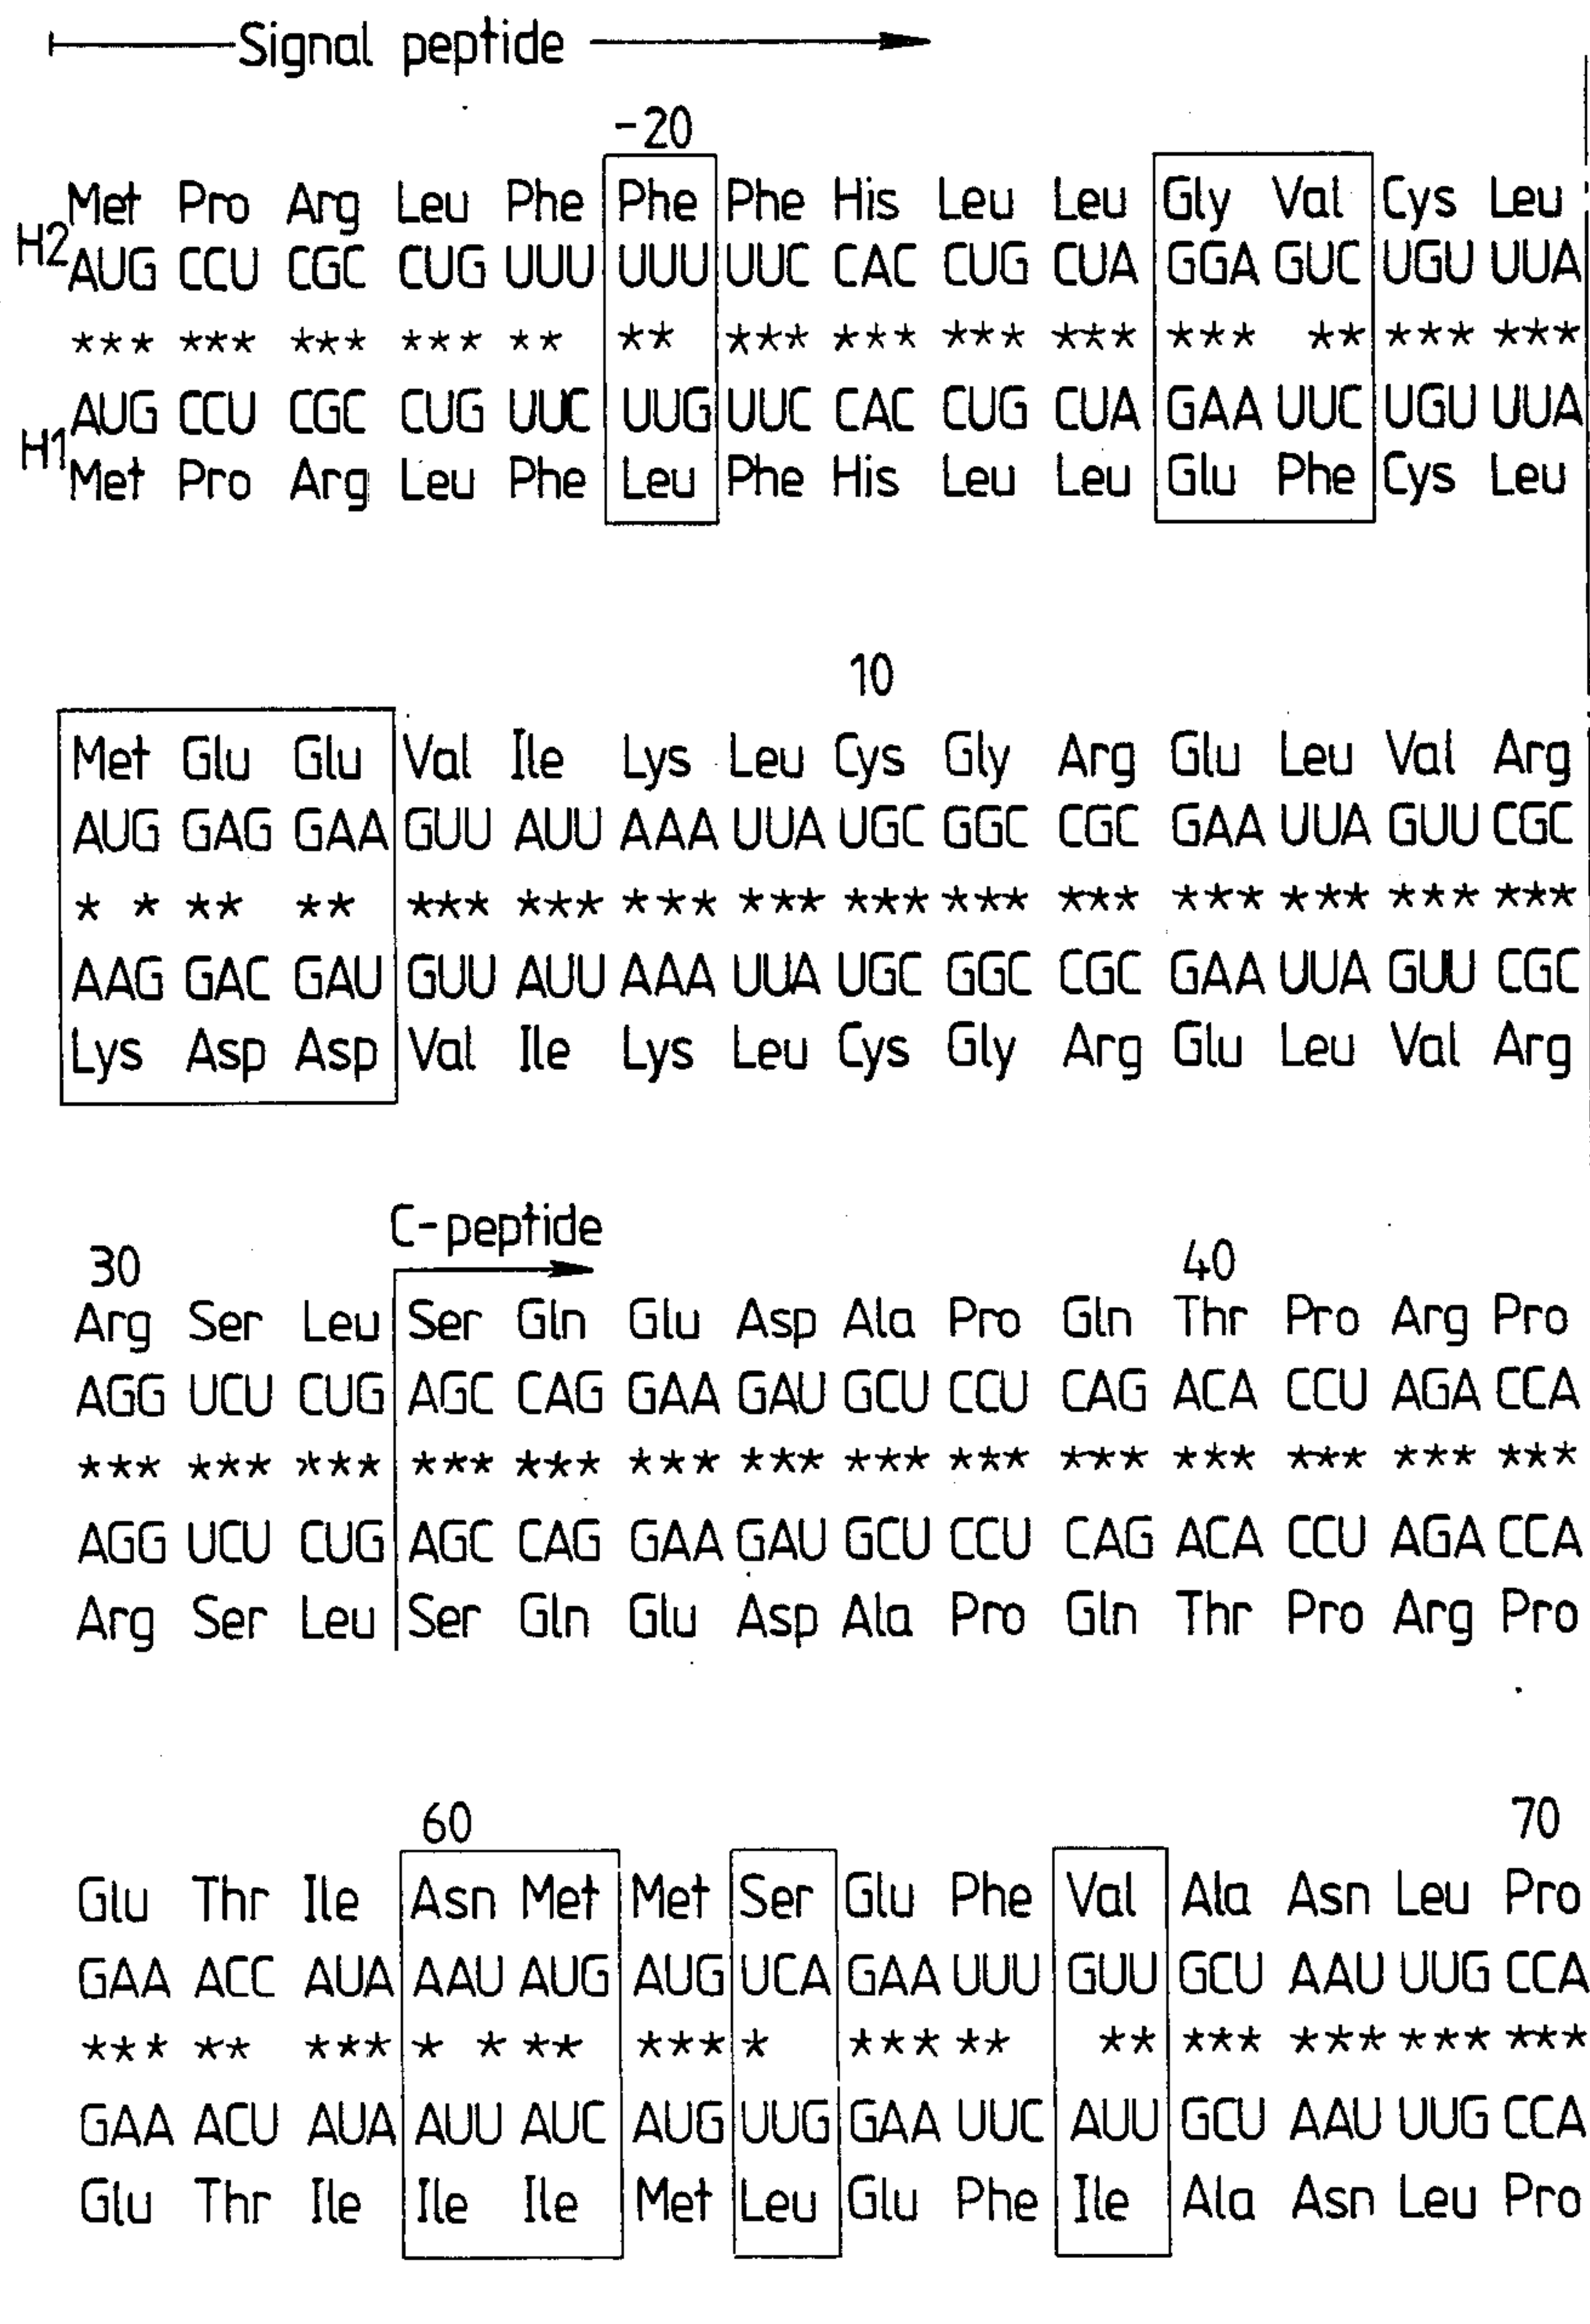 Signal peptide
-20
Met Pro Arg Leu Phe Phe Phe His Leu Leu Gly Val Cys Leu
H2
AUG CCU CGC CUG UUU UUU UUC CAC CUG CUA GGA GUC UGU UUA
*** *** *** *** ** ** *** *** *** *** *** ** *** ***
AUG CCU CGC CUG UUC UUG UUC CAC CUG CUA GAA UUC UGU UUA
H1
Met Pro Arg Leu Phe Leu Phe His Leu Leu Glu Phe Cys Leu
10
Met Glu Glu Val Ile Lys Leu Cys Gly Arg Glu Leu Val Arg
AUG GAG GAA GUU AUU AAA UUA UGC GGC CGC GAA UUA GUU CGC
* * ** ** *** *** *** *** *** *** *** *** *** *** ***
AAG GAC GAU GUU AUU AAA UUA UGC GGC CGC GAA UUA GUU CGC
Lys Asp Asp Val Ile Lys Leu Cys Gly Arg Glu Leu Val Arg
C-peptide
30 40
Arg Ser Leu Ser Gln Glu Asp Ala Pro Gln Thr Pro Arg Pro
AGG UCU CUG AGC CAG GAA GAU GCU CCU CAG ACA CCU AGA CCA
*** *** *** *** *** *** *** *** *** *** *** *** *** ***
AGG UCU CUG AGC CAG GAA GAU GCU CCU CAG ACA CCU AGA CCA
Arg Ser Leu Ser Gln Glu Asp Ala Pro Gln Thr Pro Arg Pro
60 70
Glu Thr Ile Asn Met Met Ser Glu Phe Val Ala Asn Leu Pro
GAA ACC AUA AAU AUG AUG UCA GAA UUU GUU GCU AAU UUG CCA
*** ** *** * * ** *** * *** ** ** *** *** *** ***
GAA ACU AUA AUU AUC AUG UUG GAA UUC AUU GCU AAU UUG CCA
Glu Thr Ile Ile Ile Met Leu Glu Phe Ile Ala Asn Leu Pro